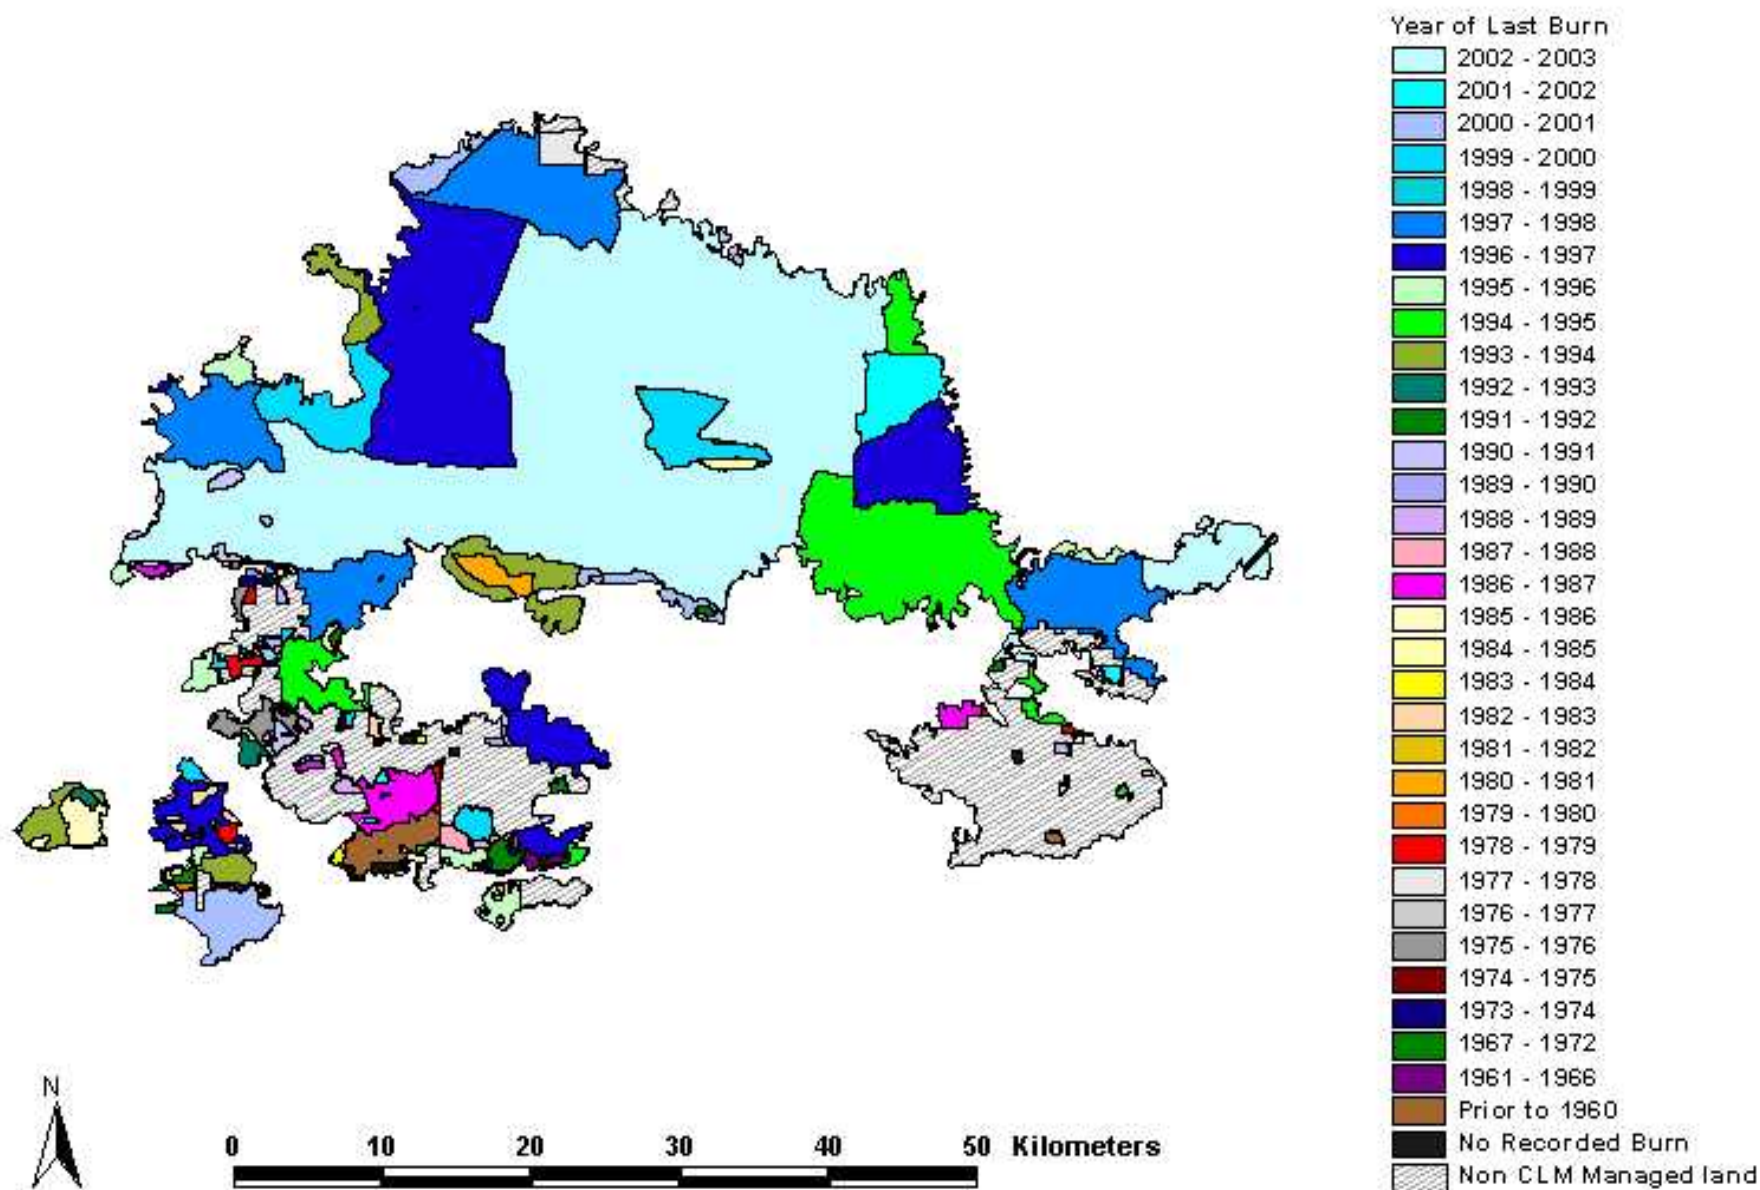 Year of Last Burn
2002 - 2003
2001 - 2002
2000 - 2001
1999 - 2000
1998 - 1999
1997 - 1998
1996 - 1997
1995 - 1996
1994 - 1995
1993 - 1994
1992 - 1993
1991 - 1992
1990 - 1991
1989 - 1990
1988 - 1989
1987 - 1988
1986 - 1987
1985 - 1986
1984 - 1985
1983 - 1984
1982 - 1983
1981 - 1982
1980 - 1981
1979 - 1980
1978 - 1979
1977 - 1978
1976 - 1977
1975 - 1976
1974 - 1975
1973 - 1974
1967 - 1972
1961 - 1966
Prior to 1960
No Recorded Burn
Non CLM Managed land
N
0 10 20 30 40 50 Kilometers